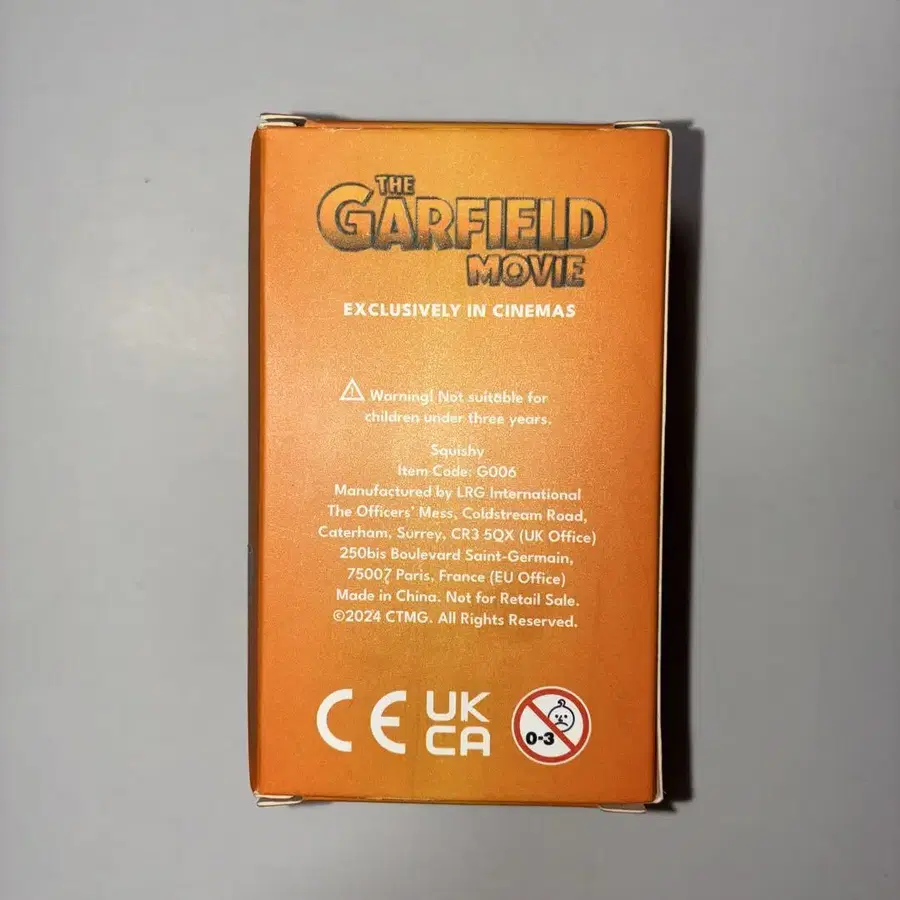 THE
GARFIELD
MOVIE
EXCLUSIVELY IN CINEMAS
Warning! Not suitable for
children under three years.
Squishy
Item Code: G006
Manufactured by LRG International
The Officers' Mess, Coldstream Road,
Caterham, Surrey, CR3 5QX (UK Office)
250bis Boulevard Saint-Germain,
75007 Paris, France (EU Office)
Made in China. Not for Retail Sale.
©2024 CTMG. All Rights Reserved.
CE
UK
CA
0-3